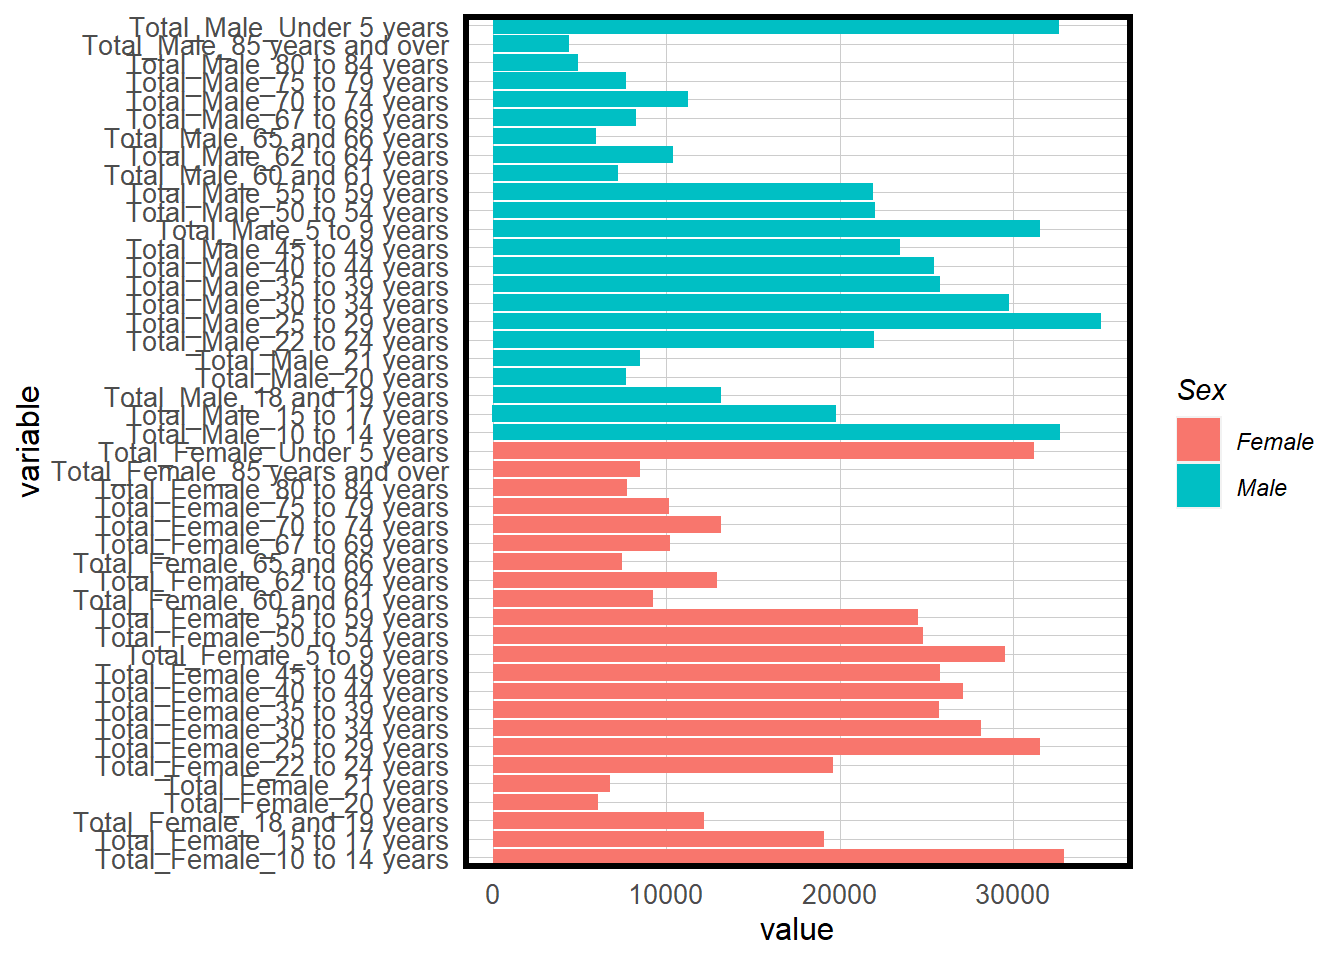 Total_Male_Under 5 years
Total_Male_85 years and over
Total_Male_80 to 84 years
Total_Male_75 to 79 years
Total_Male_70 to 74 years
Total_Male_67 to 69 years
Total_Male_65 and 66 years
Total_Male_62 to 64 years
Total_Male_60 and 61 years
Total_Male_55 to 59 years
Total_Male_50 to 54 years
Total_Male_5 to 9 years
Total_Male_45 to 49 years
Total_Male_40 to 44 years
Total_Male_35 to 39 years
Total_Male_30 to 34 years
Total_Male_25 to 29 years
Total_Male_22 to 24 years
Total_Male_21 years
Total_Male_20 years
Total_Male_18 and 19 years
Total_Male_15 to 17 years
Total_Male_10 to 14 years
Total_Female_Under 5 years
Total_Female_85 years and over
Total_Female_80 to 84 years
Total_Female_75 to 79 years
Total_Female_70 to 74 years
Total_Female_67 to 69 years
Total_Female_65 and 66 years
Total_Female_62 to 64 years
Total_Female_60 and 61 years
Total_Female_55 to 59 years
Total_Female_50 to 54 years
Total_Female_5 to 9 years
Total_Female_45 to 49 years
Total_Female_40 to 44 years
Total_Female_35 to 39 years
Total_Female_30 to 34 years
Total_Female_25 to 29 years
Total_Female_22 to 24 years
Total_Female_21 years
Total_Female_20 years
Total_Female_18 and 19 years
Total_Female_15 to 17 years
Total_Female_10 to 14 years
variable
0 10000 20000 30000
value
Sex
Female
Male